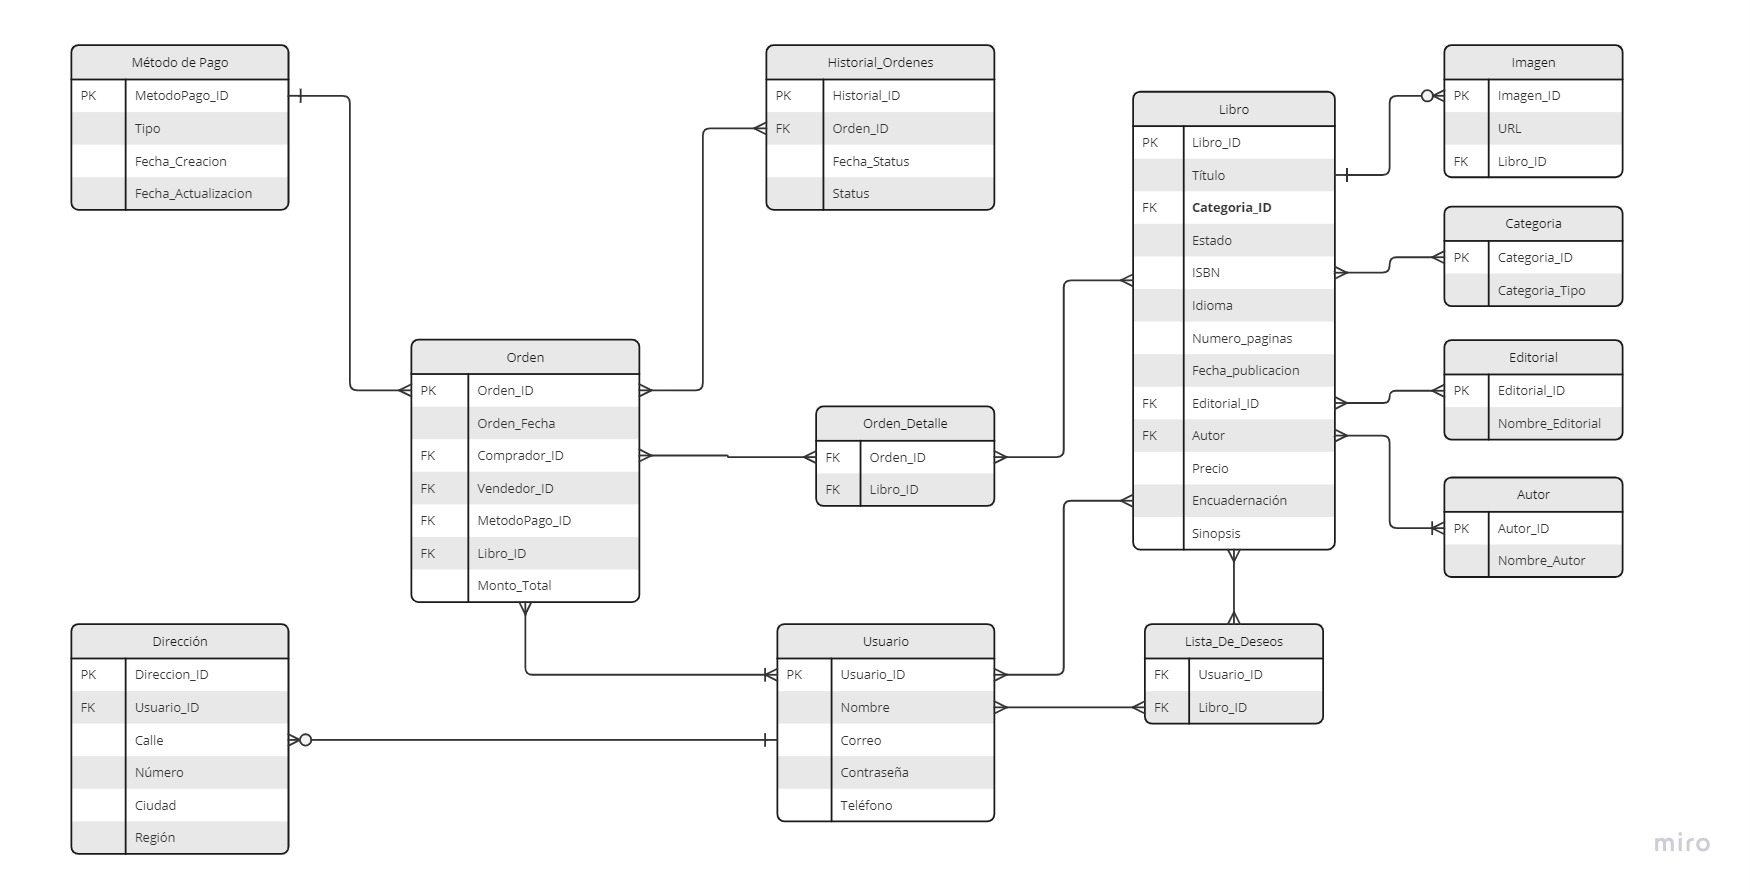 Método de Pago
PK MetodoPago_ID
Tipo
Fecha_Creacion
Fecha_Actualizacion
Historial_Ordenes
PK Historial_ID
FK Orden_ID
Fecha_Status
Status
Libro
PK Libro_ID
Título
FK Categoria_ID
Estado
ISBN
Idioma
Numero_paginas
Fecha_publicacion
FK Editorial_ID
FK Autor
Precio
Encuadernación
Sinopsis
Imagen
PK Imagen_ID
URL
FK Libro_ID
Categoria
PK Categoria_ID
Categoria_Tipo
Editorial
PK Editorial_ID
Nombre_Editorial
Autor
PK Autor_ID
Nombre_Autor
Orden
PK Orden_ID
Orden_Fecha
FK Comprador_ID
FK Vendedor_ID
FK MetodoPago_ID
FK Libro_ID
Monto_Total
Orden_Detalle
FK Orden_ID
FK Libro_ID
Dirección
PK Direccion_ID
FK Usuario_ID
Calle
Número
Ciudad
Región
Usuario
PK Usuario_ID
Nombre
Correo
Contraseña
Teléfono
Lista_De_Deseos
FK Usuario_ID
FK Libro_ID
miro